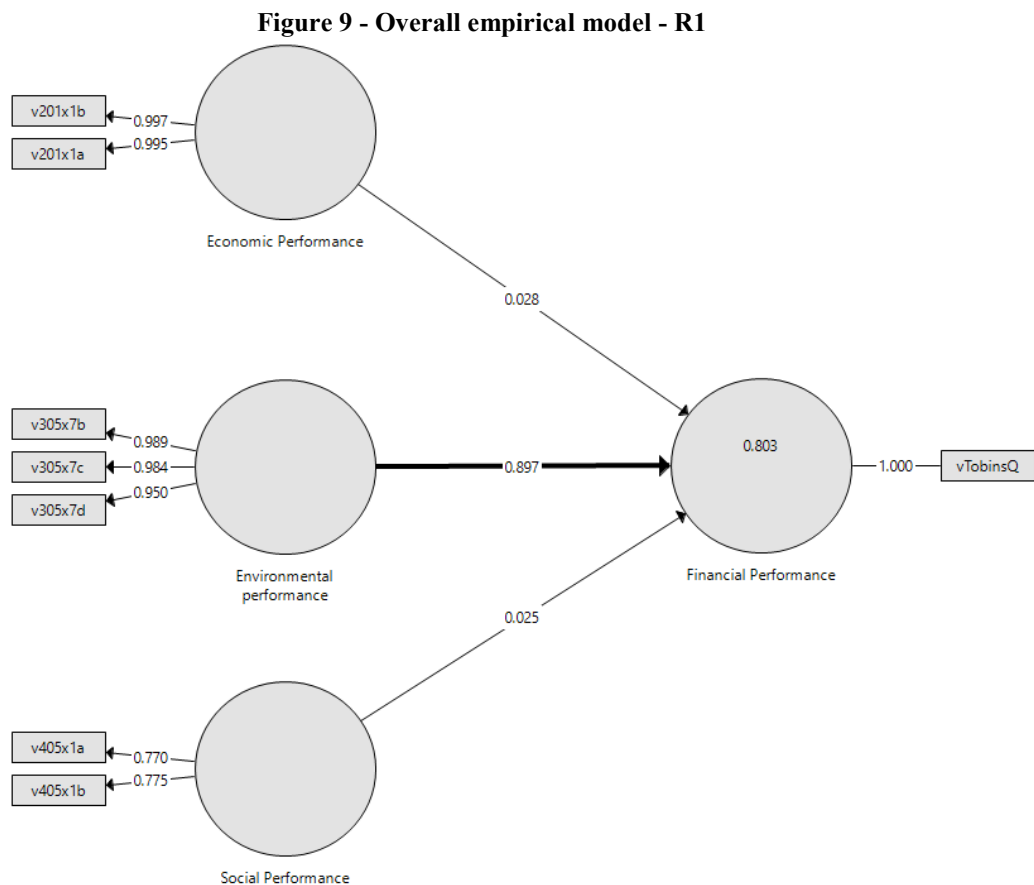 Figure 9 - Overall empirical model - R1
v201x1b
0.997
v201x1a
0.995
Economic Performance
0.028
v305x7b
0.989
v305x7c
0.984
v305x7d
0.950
Environmental
performance
0.897
0.803
1.000
vTobinsQ
Financial Performance
0.025
v405x1a
0.770
v405x1b
0.775
Social Performance